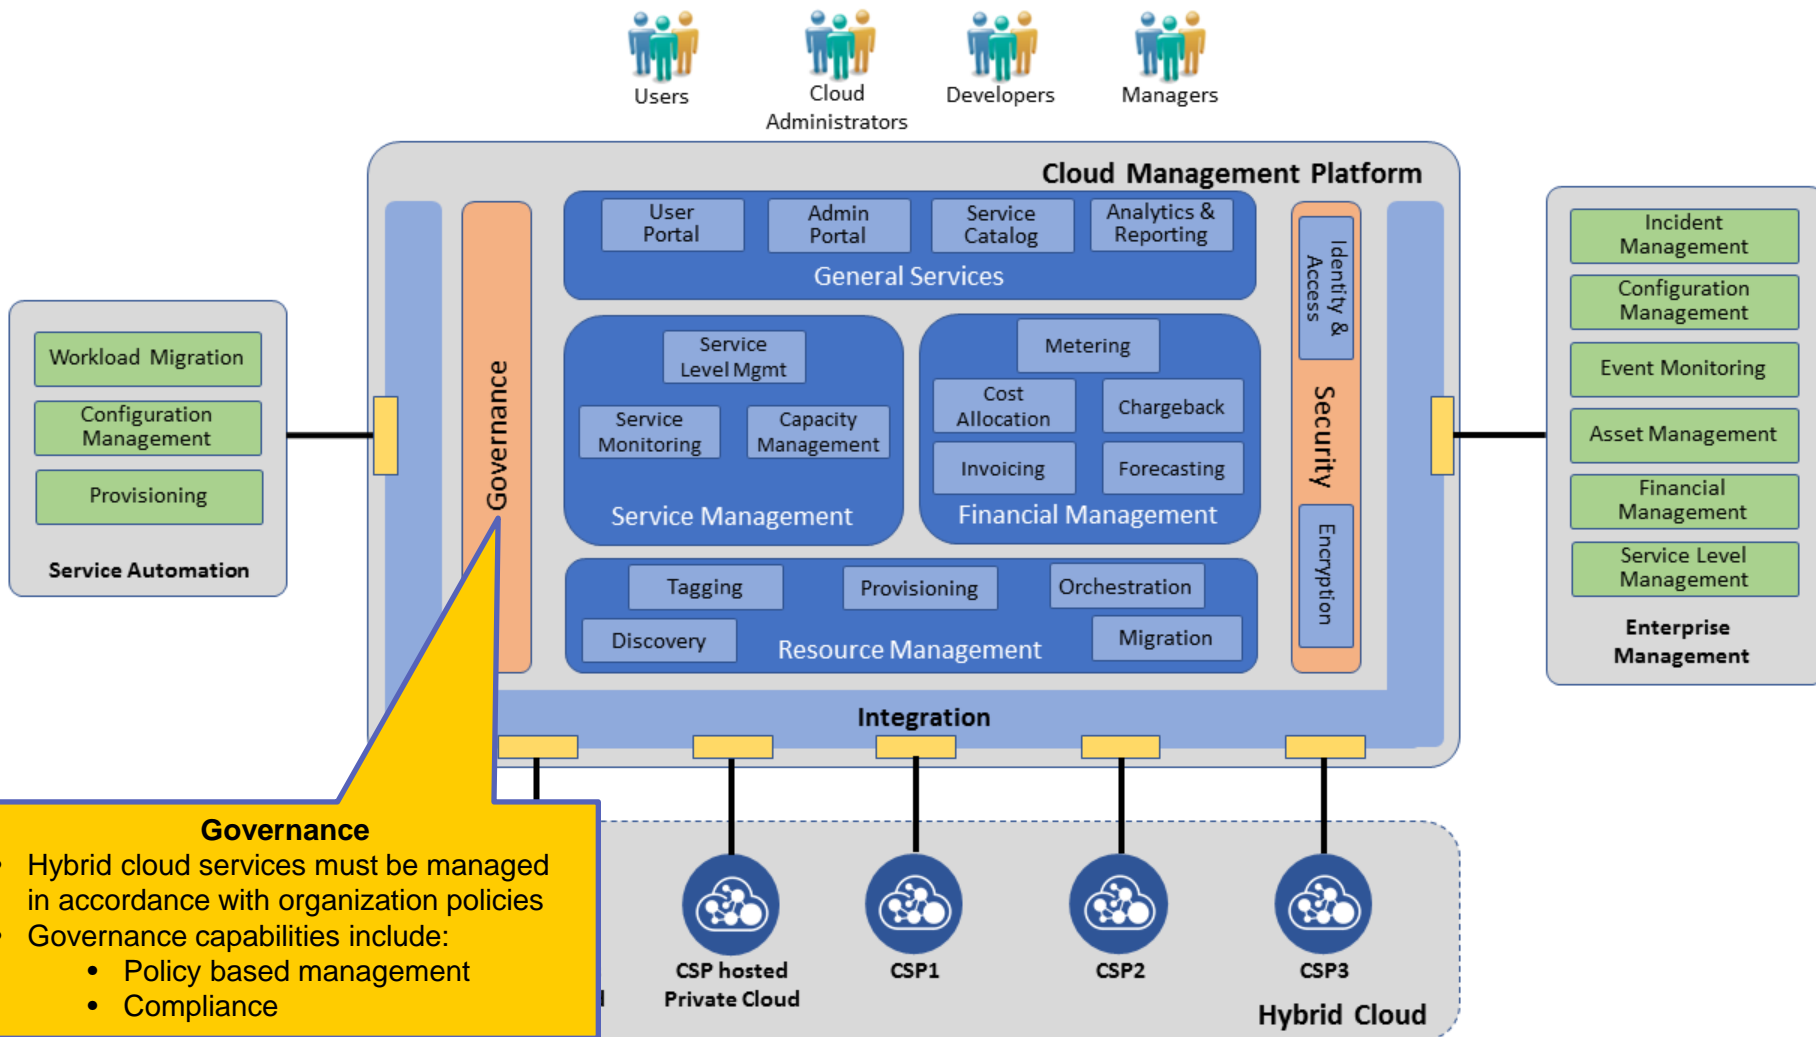 Users
Cloud
Administrators
Developers
Managers
Cloud Management Platform
User
Portal
Admin
Portal
Service
Catalog
Analytics &
Reporting
General Services
Identity &
Access
Security
Encryption
Governance
Service
Level Mgmt
Service
Monitoring
Capacity
Management
Service Management
Metering
Cost
Allocation
Chargeback
Invoicing
Forecasting
Financial Management
Tagging
Provisioning
Orchestration
Discovery
Migration
Resource Management
Integration
Workload Migration
Configuration
Management
Provisioning
Service Automation
Incident
Management
Configuration
Management
Event Monitoring
Asset Management
Financial
Management
Service Level
Management
Enterprise
Management
Governance
• Hybrid cloud services must be managed
in accordance with organization policies
• Governance capabilities include:
• Policy based management
• Compliance
CSP hosted
Private Cloud
CSP1
CSP2
CSP3
Hybrid Cloud